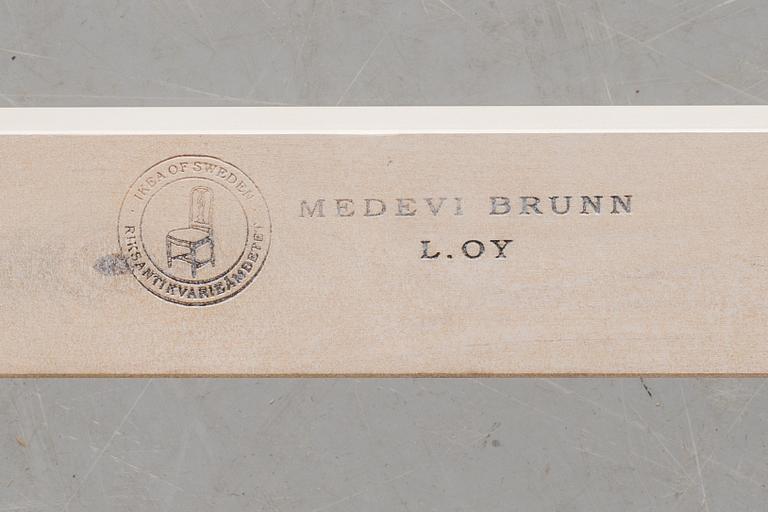 IKEA OF SWEDEN
RIKSANTIKVARIEÄMBETET
MEDEVI BRUNN
L.OY